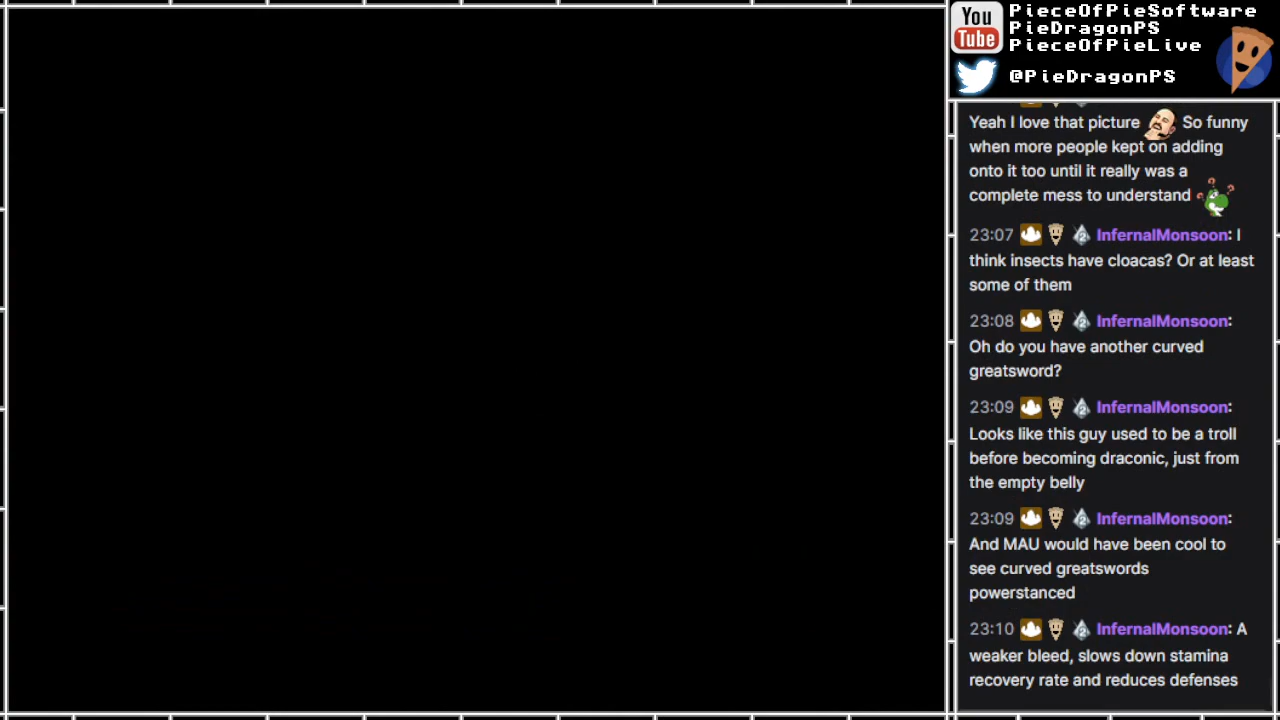 You
Tube
PieceOfPieSoftware
PieDragonPS
PieceOfPieLive
@PieDragonPS
Yeah I love that picture So funny
when more people kept on adding
onto it too until it really was a
complete mess to understand
23:07 2 InfernalMonsoon: I
think insects have cloacas? Or at least
some of them
23:08 2 InfernalMonsoon:
Oh do you have another curved
greatsword?
23:09 2 InfernalMonsoon:
Looks like this guy used to be a troll
before becoming draconic, just from
the empty belly
23:09 2 InfernalMonsoon:
And MAU would have been cool to
see curved greatswords
powerstanced
23:10 2 InfernalMonsoon: A
weaker bleed, slows down stamina
recovery rate and reduces defenses